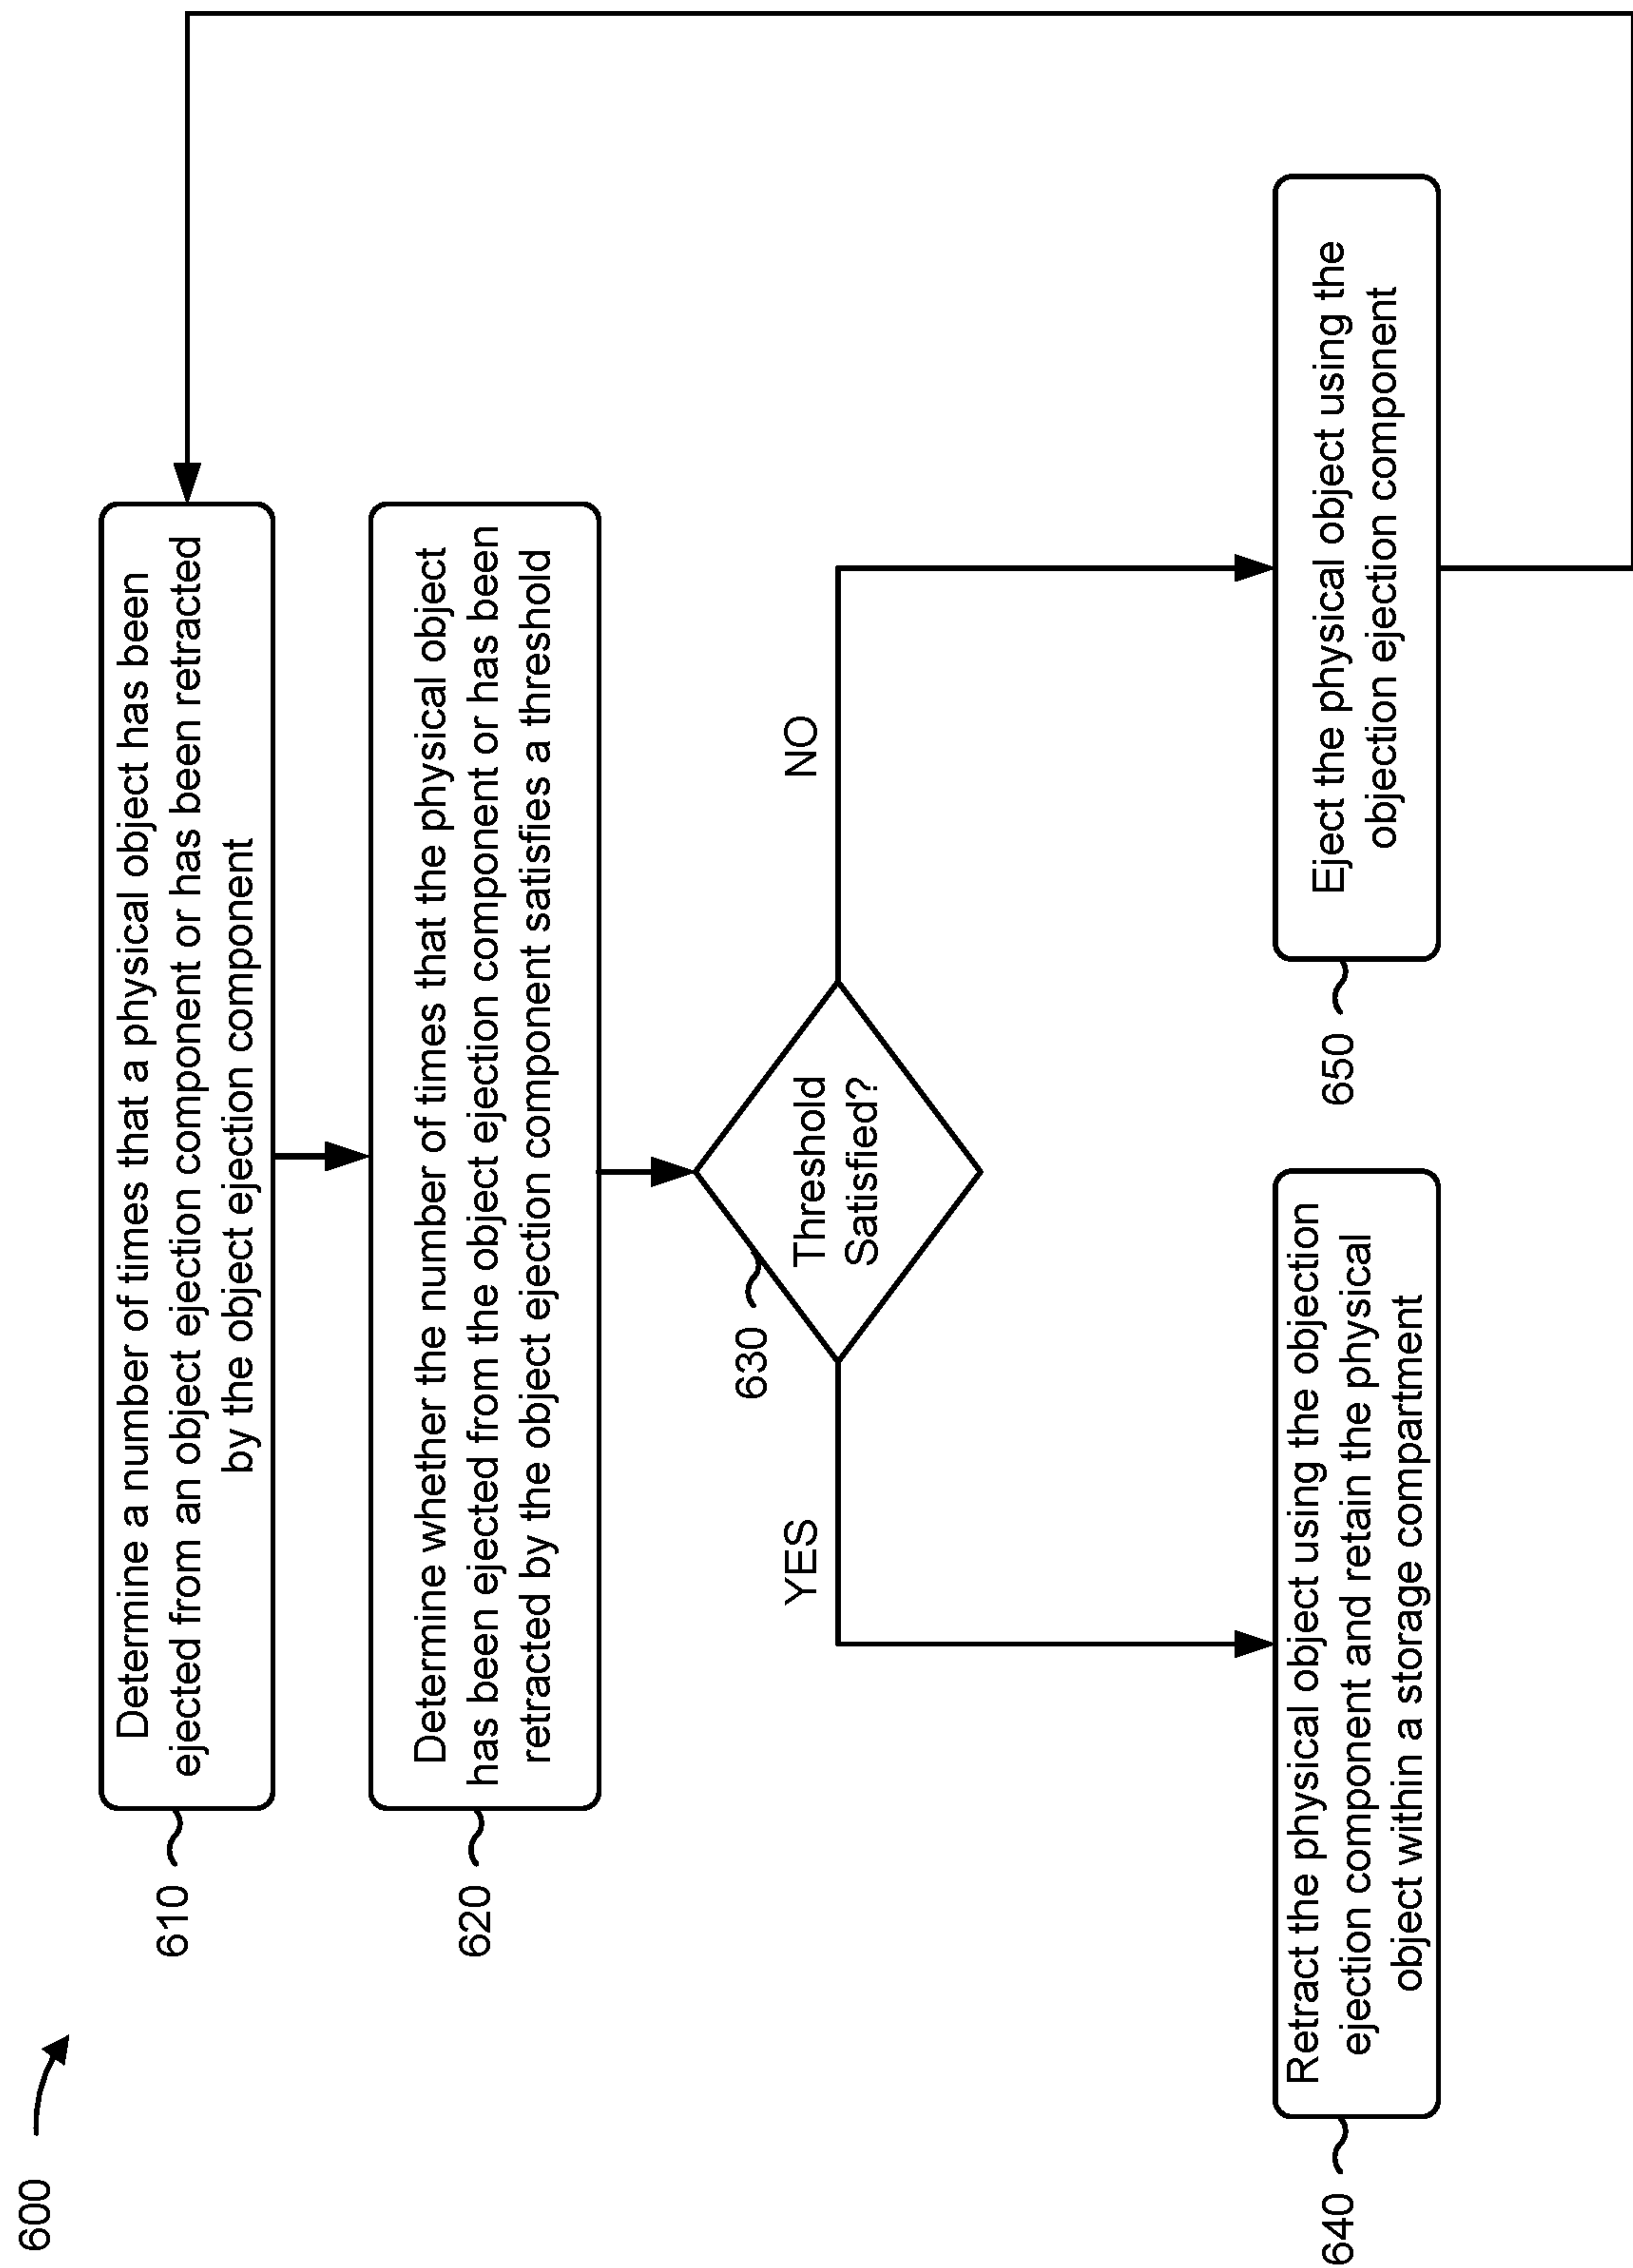 600
610
Determine a number of times that a physical object has been
ejected from an object ejection component or has been retracted
by the object ejection component
620
Determine whether the number of times that the physical object
has been ejected from the object ejection component or has been
retracted by the object ejection component satisfies a threshold
630
Threshold
Satisfied?
YES
NO
640
Retract the physical object using the objection
ejection component and retain the physical
object within a storage compartment
650
Eject the physical object using the
objection ejection component